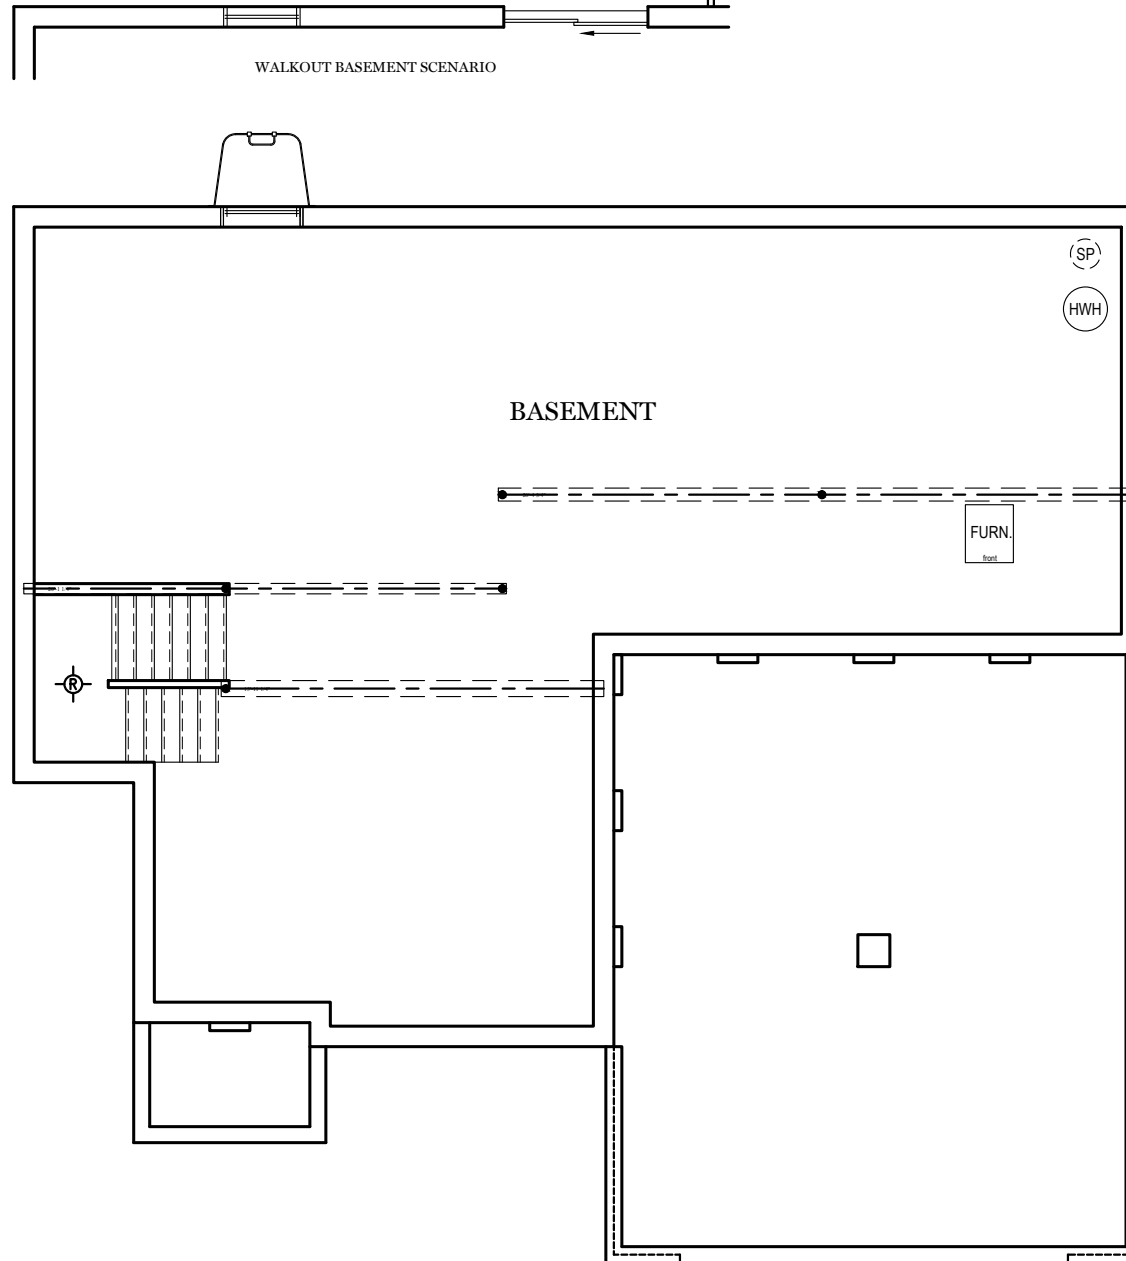 WALKOUT BASEMENT SCENARIO
SP
HWH
BASEMENT
FURN.
front
R